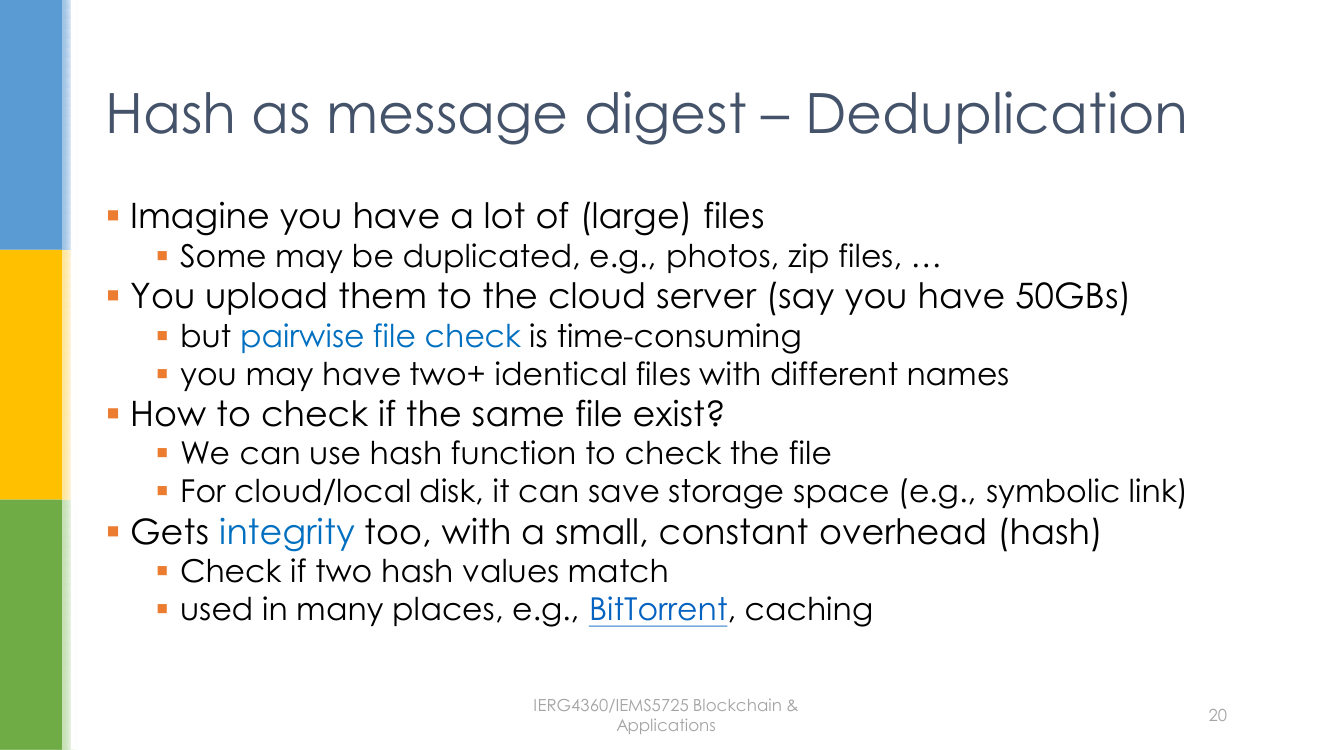 Hash as message digest – Deduplication
▪ Imagine you have a lot of (large) files
▪ Some may be duplicated, e.g., photos, zip files, …
▪ You upload them to the cloud server (say you have 50GBs)
▪ but pairwise file check is time-consuming
▪ you may have two+ identical files with different names
▪ How to check if the same file exist?
▪ We can use hash function to check the file
▪ For cloud/local disk, it can save storage space (e.g., symbolic link)
▪ Gets integrity too, with a small, constant overhead (hash)
▪ Check if two hash values match
▪ used in many places, e.g., BitTorrent, caching
IERG4360/IEMS5725 Blockchain &
Applications
20